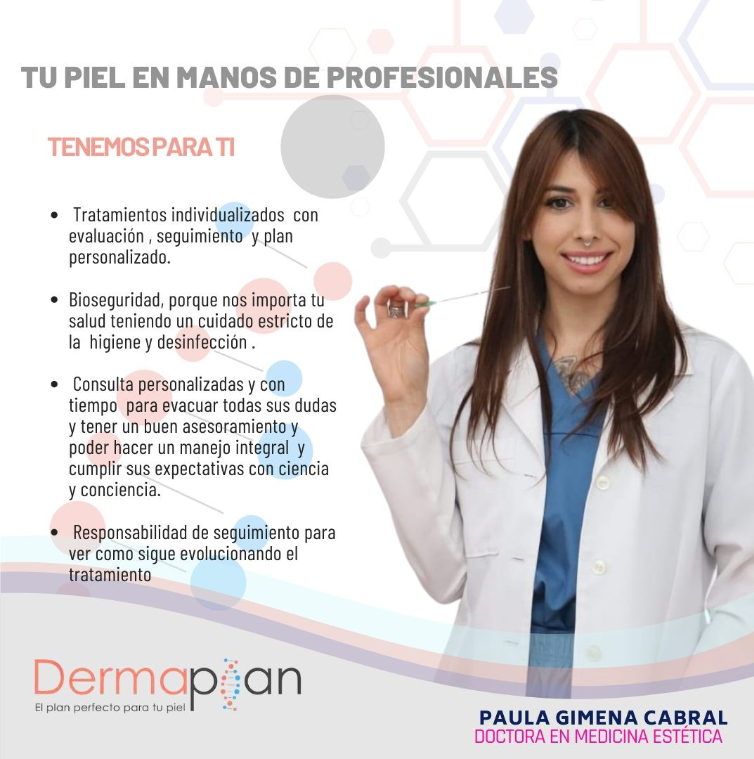 TU PIEL EN MANOS DE PROFESIONALES
TENEMOS PARA TI
• Tratamientos individualizados con
evaluación , seguimiento y plan
personalizado.
• Bioseguridad, porque nos importa tu
salud teniendo un cuidado estricto de
la higiene y desinfección .
• Consulta personalizadas y con
tiempo para evacuar todas sus dudas
y tener un buen asesoramiento y
poder hacer un manejo integral y
cumplir sus expectativas con ciencia
y conciencia.
• Responsabilidad de seguimiento para
ver como sigue evolucionando el
tratamiento
Dermaplan
El plan perfecto para tu piel
PAULA GIMENA CABRAL
DOCTORA EN MEDICINA ESTÉTICA